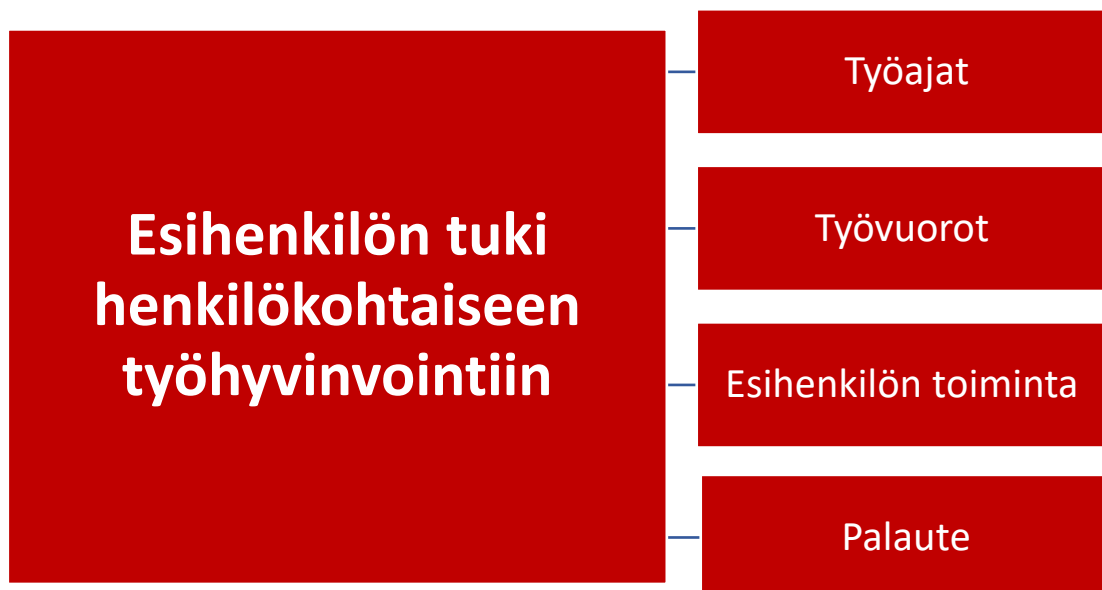 Esihenkilön tuki
henkilökohtaiseen
työhyvinvointiin
Työajat
Työvuorot
Esihenkilön toiminta
Palaute